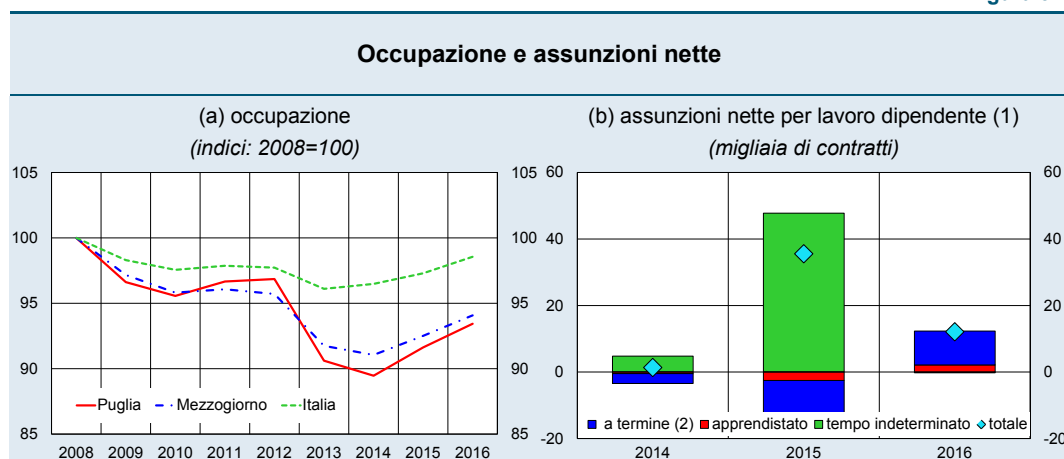 Occupazione e assunzioni nette
(a) occupazione
(indici: 2008=100)
105 105
100 100
95 95
90 90
85 85
Puglia Mezzogiorno Italia
2008 2009 2010 2011 2012 2013 2014 2015 2016
(b) assunzioni nette per lavoro dipendente (1)
(migliaia di contratti)
60 60
40 40
20 20
0 0
-20 -20
a termine (2) apprendistato tempo indeterminato totale
2014 2015 2016